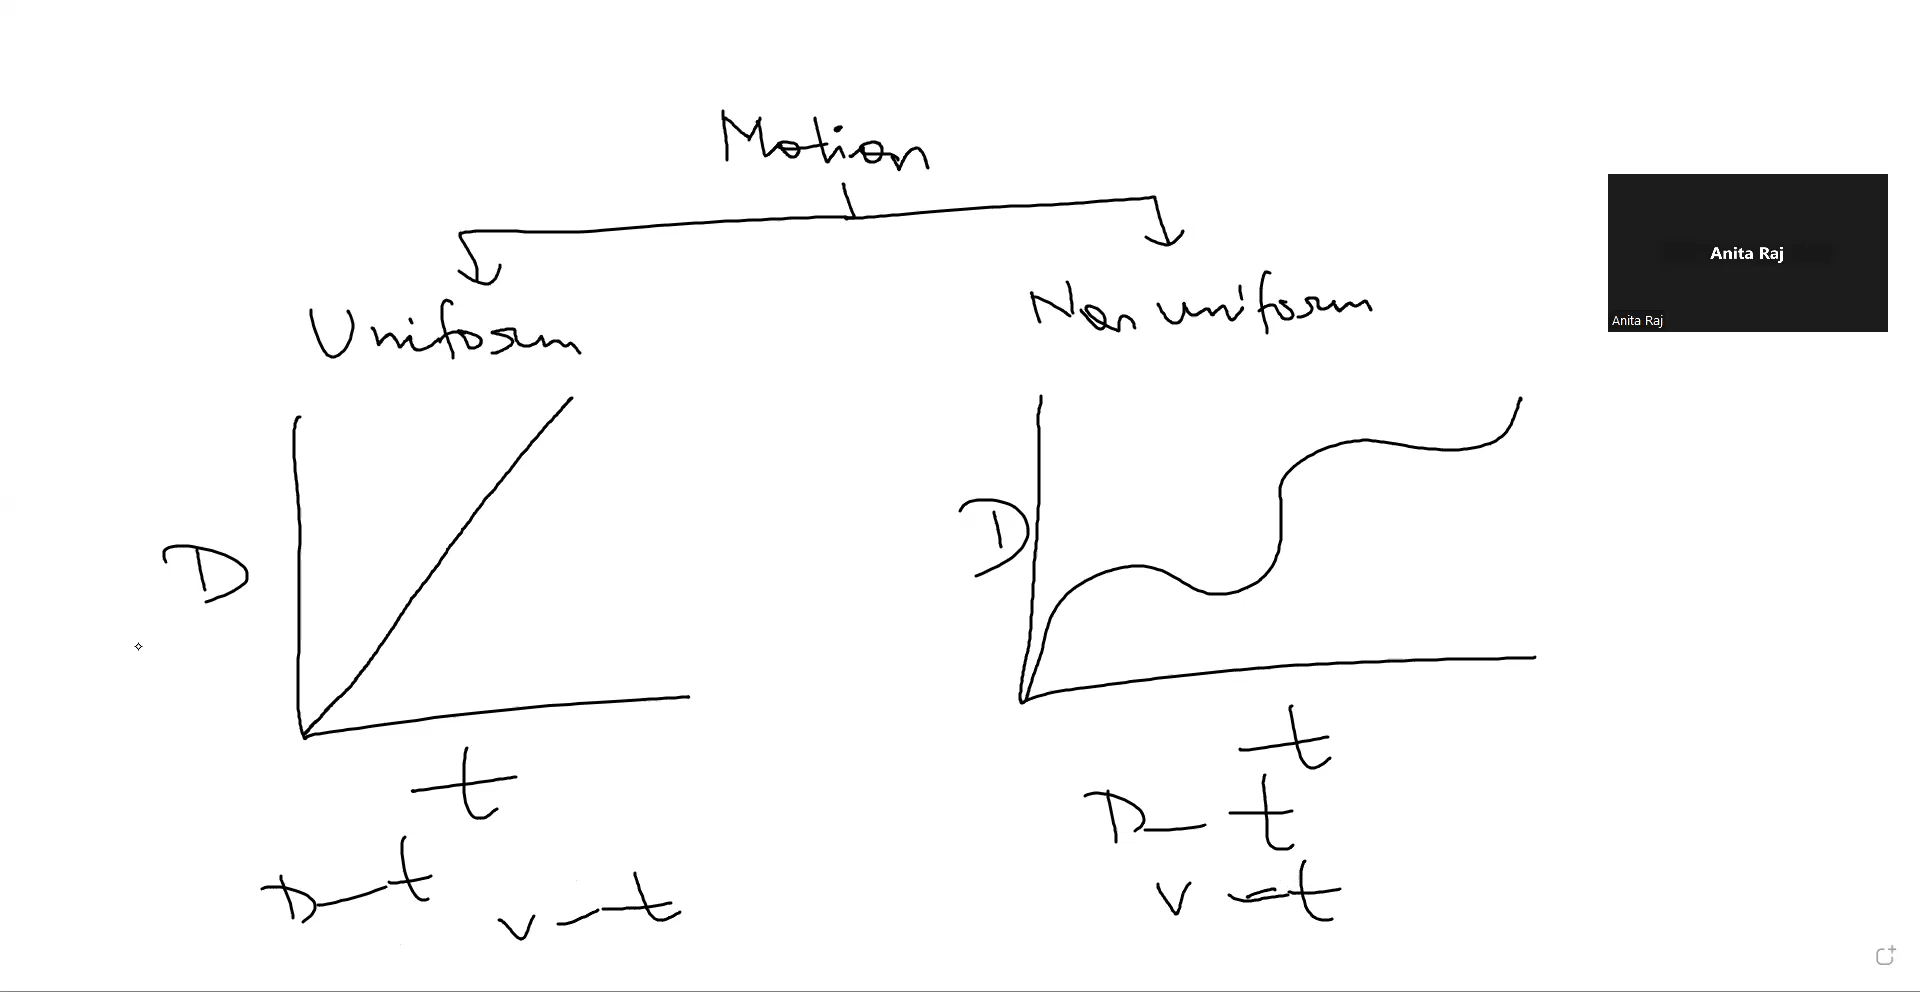 Motion
Uniform
Non uniform
Anita Raj
Anita Raj
D
D
t
t
D-t
v-t
D-t
v-t